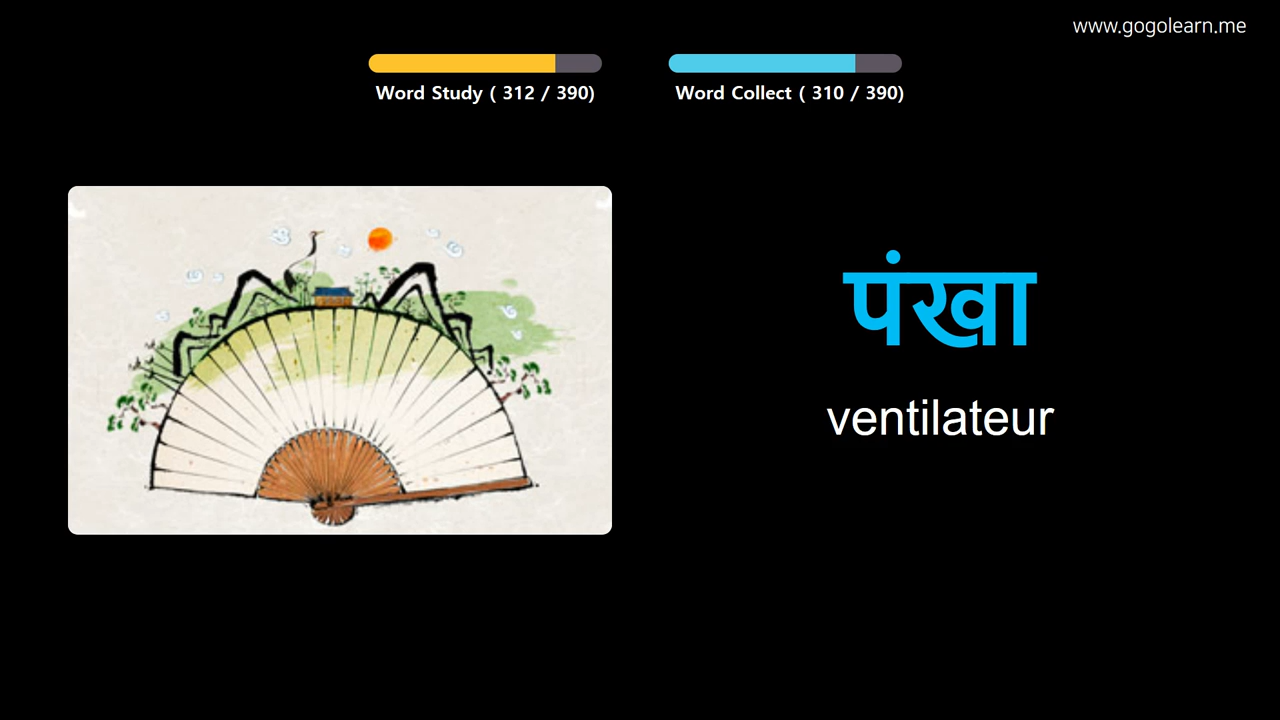 www.gogolearn.me
Word Study ( 312 / 390)
Word Collect ( 310 / 390)
पंखा
ventilateur